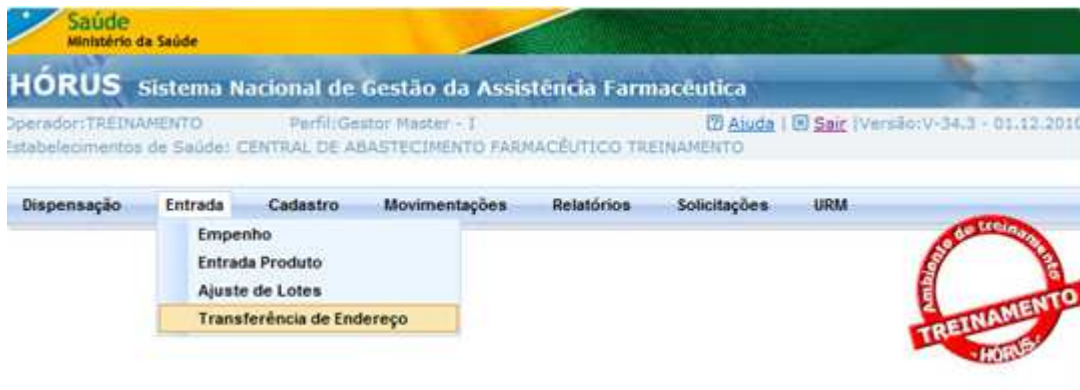 Saúde
Ministério da Saúde
HÓRUS Sistema Nacional de Gestão da Assistência Farmacêutica
Operador:TREINAMENTO Perfil:Gestor Master - I Ajuda | Sair |Versão:V-34.3 - 01.12.2010
Estabelecimentos de Saúde: CENTRAL DE ABASTECIMENTO FARMACÊUTICO TREINAMENTO
Dispensação Entrada Cadastro Movimentações Relatórios Solicitações URM
Empenho
Entrada Produto
Ajuste de Lotes
Transferência de Endereço
Ambiente de treinamento
TREINAMENTO
- HÓRUS -